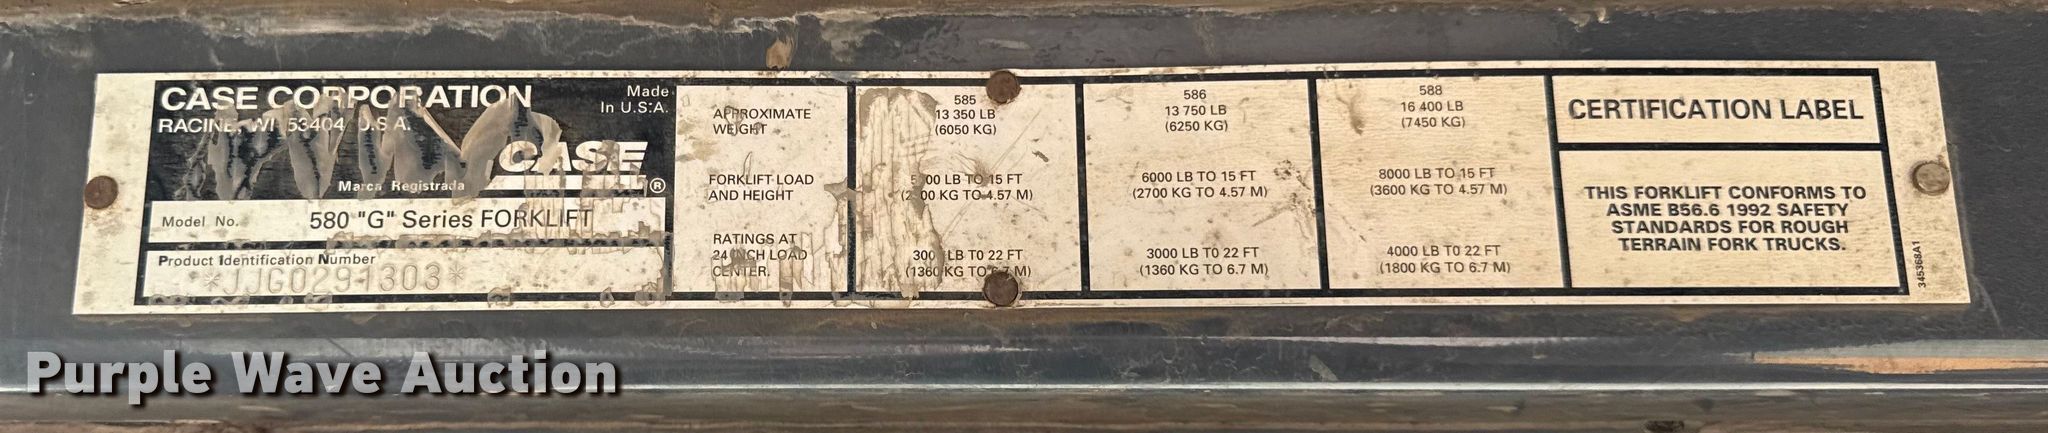 CASE CORPORATION
RACINE, WI 53404 U.S.A.
Made
In U.S.A.
CASE
Marca Registrada ®
Model No. 580 "G" Series FORKLIFT
Product Identification Number
*JJG0291303*
APPROXIMATE
WEIGHT
585
13 350 LB
(6050 KG)
586
13 750 LB
(6250 KG)
588
16 400 LB
(7450 KG)
FORKLIFT LOAD
AND HEIGHT
LB TO 15 FT
KG TO 4.57 M)
6000 LB TO 15 FT
(2700 KG TO 4.57 M)
8000 LB TO 15 FT
(3600 KG TO 4.57 M)
RATINGS AT
24 INCH LOAD
CENTER.
LB TO 22 FT
(1360 KG TO 6.7 M)
3000 LB TO 22 FT
(1360 KG TO 6.7 M)
4000 LB TO 22 FT
(1800 KG TO 6.7 M)
CERTIFICATION LABEL
THIS FORKLIFT CONFORMS TO
ASME B56.6 1992 SAFETY
STANDARDS FOR ROUGH
TERRAIN FORK TRUCKS.
345368A1
Purple Wave Auction